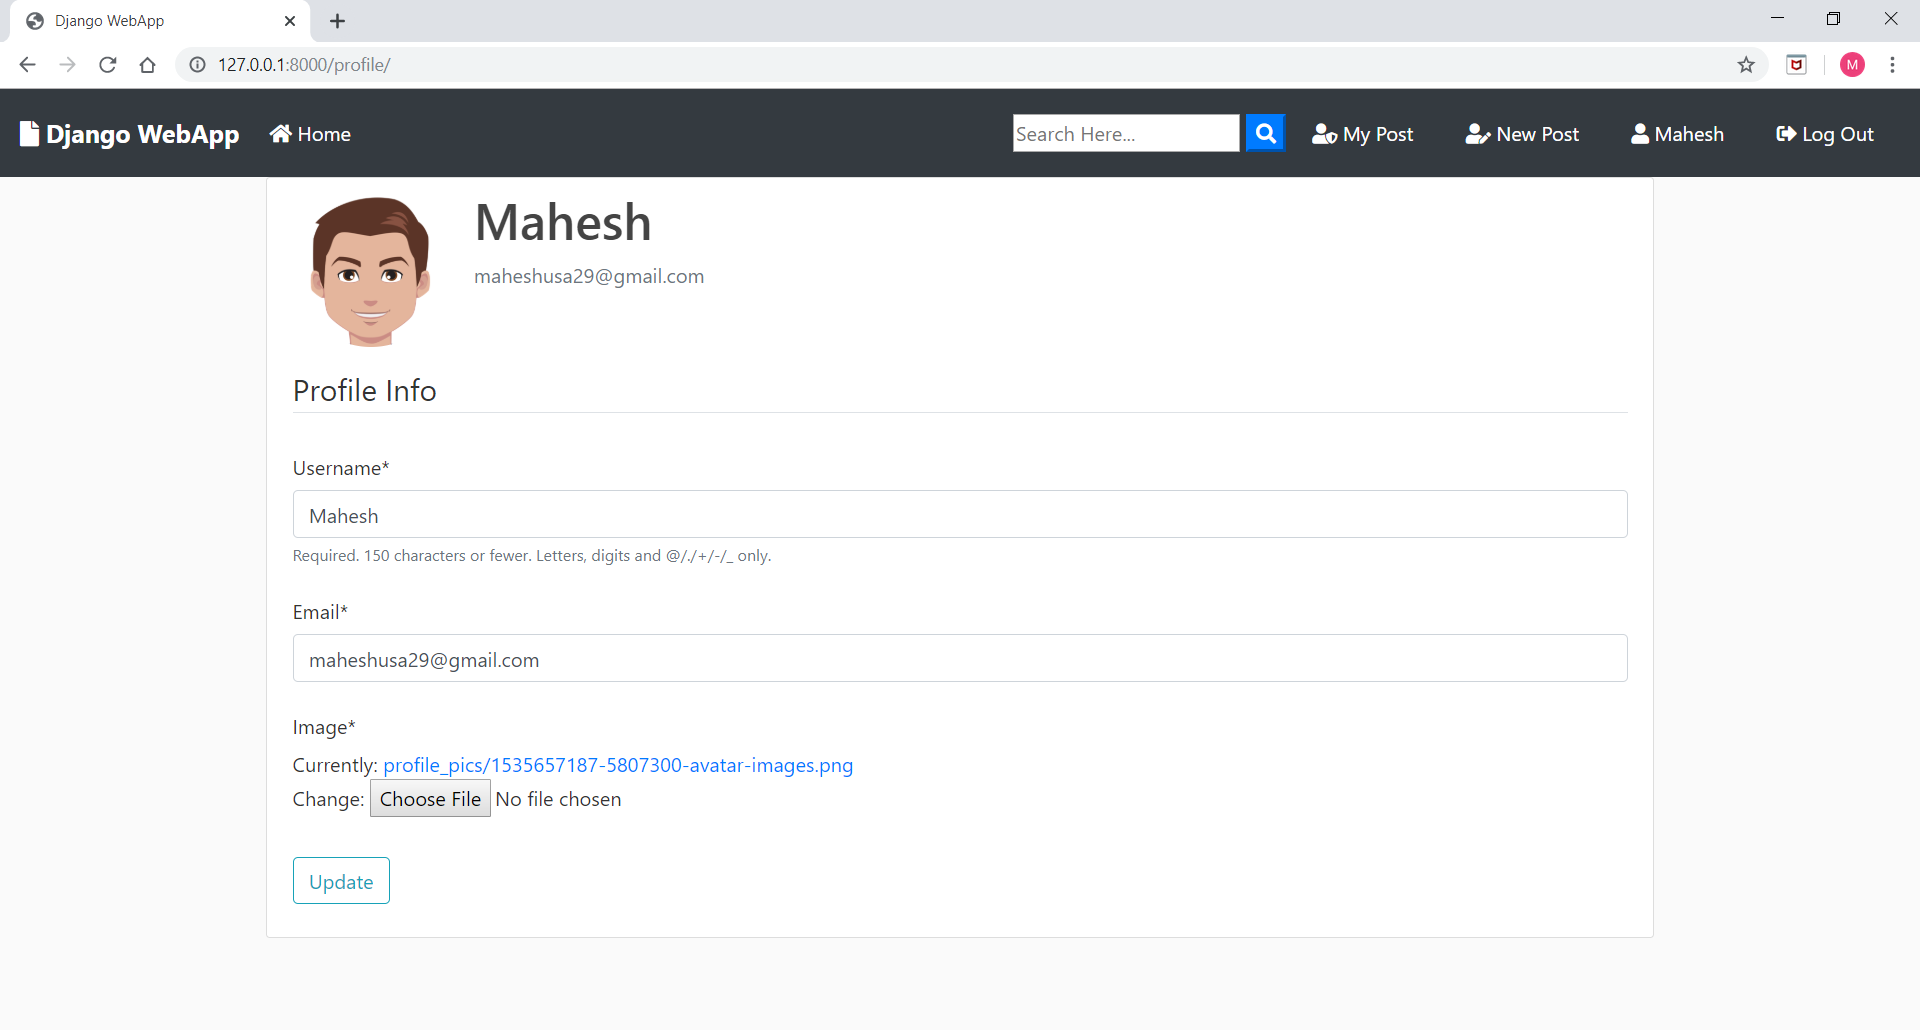 Django WebApp
127.0.0.1:8000/profile/
M
Django WebApp Home Search Here... My Post New Post Mahesh Log Out
Mahesh
maheshusa29@gmail.com
Profile Info
Username*
Mahesh
Required. 150 characters or fewer. Letters, digits and @/./+/-/_ only.
Email*
maheshusa29@gmail.com
Image*
Currently: profile_pics/1535657187-5807300-avatar-images.png
Change: Choose File No file chosen
Update